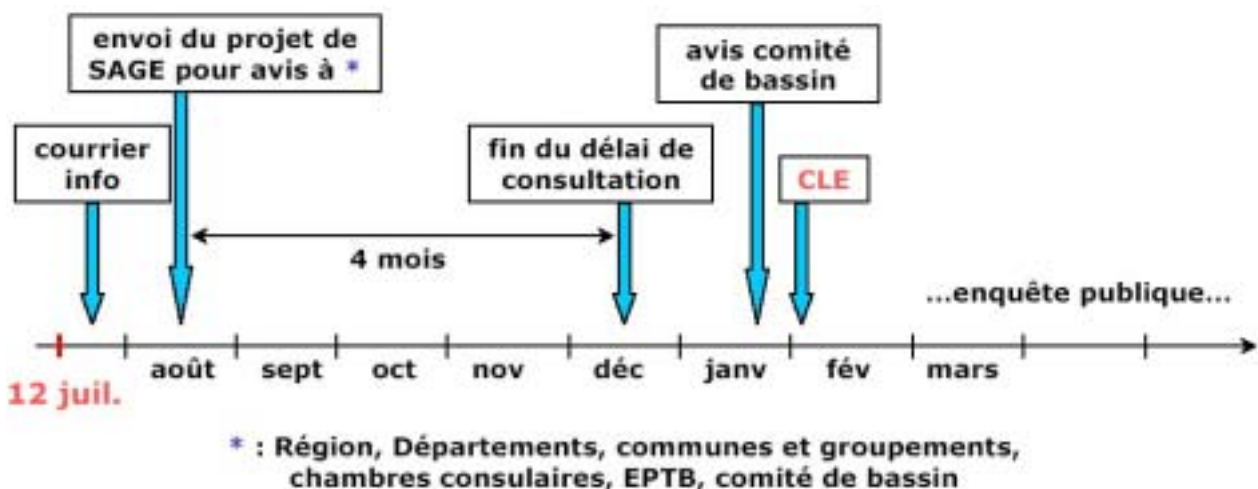 envoi du projet de
SAGE pour avis à *
avis comité
de bassin
courrier
info
fin du délai de
consultation
CLE
4 mois
...enquête publique...
août sept oct nov déc janv fév mars
12 juil.
* : Région, Départements, communes et groupements,
chambres consulaires, EPTB, comité de bassin